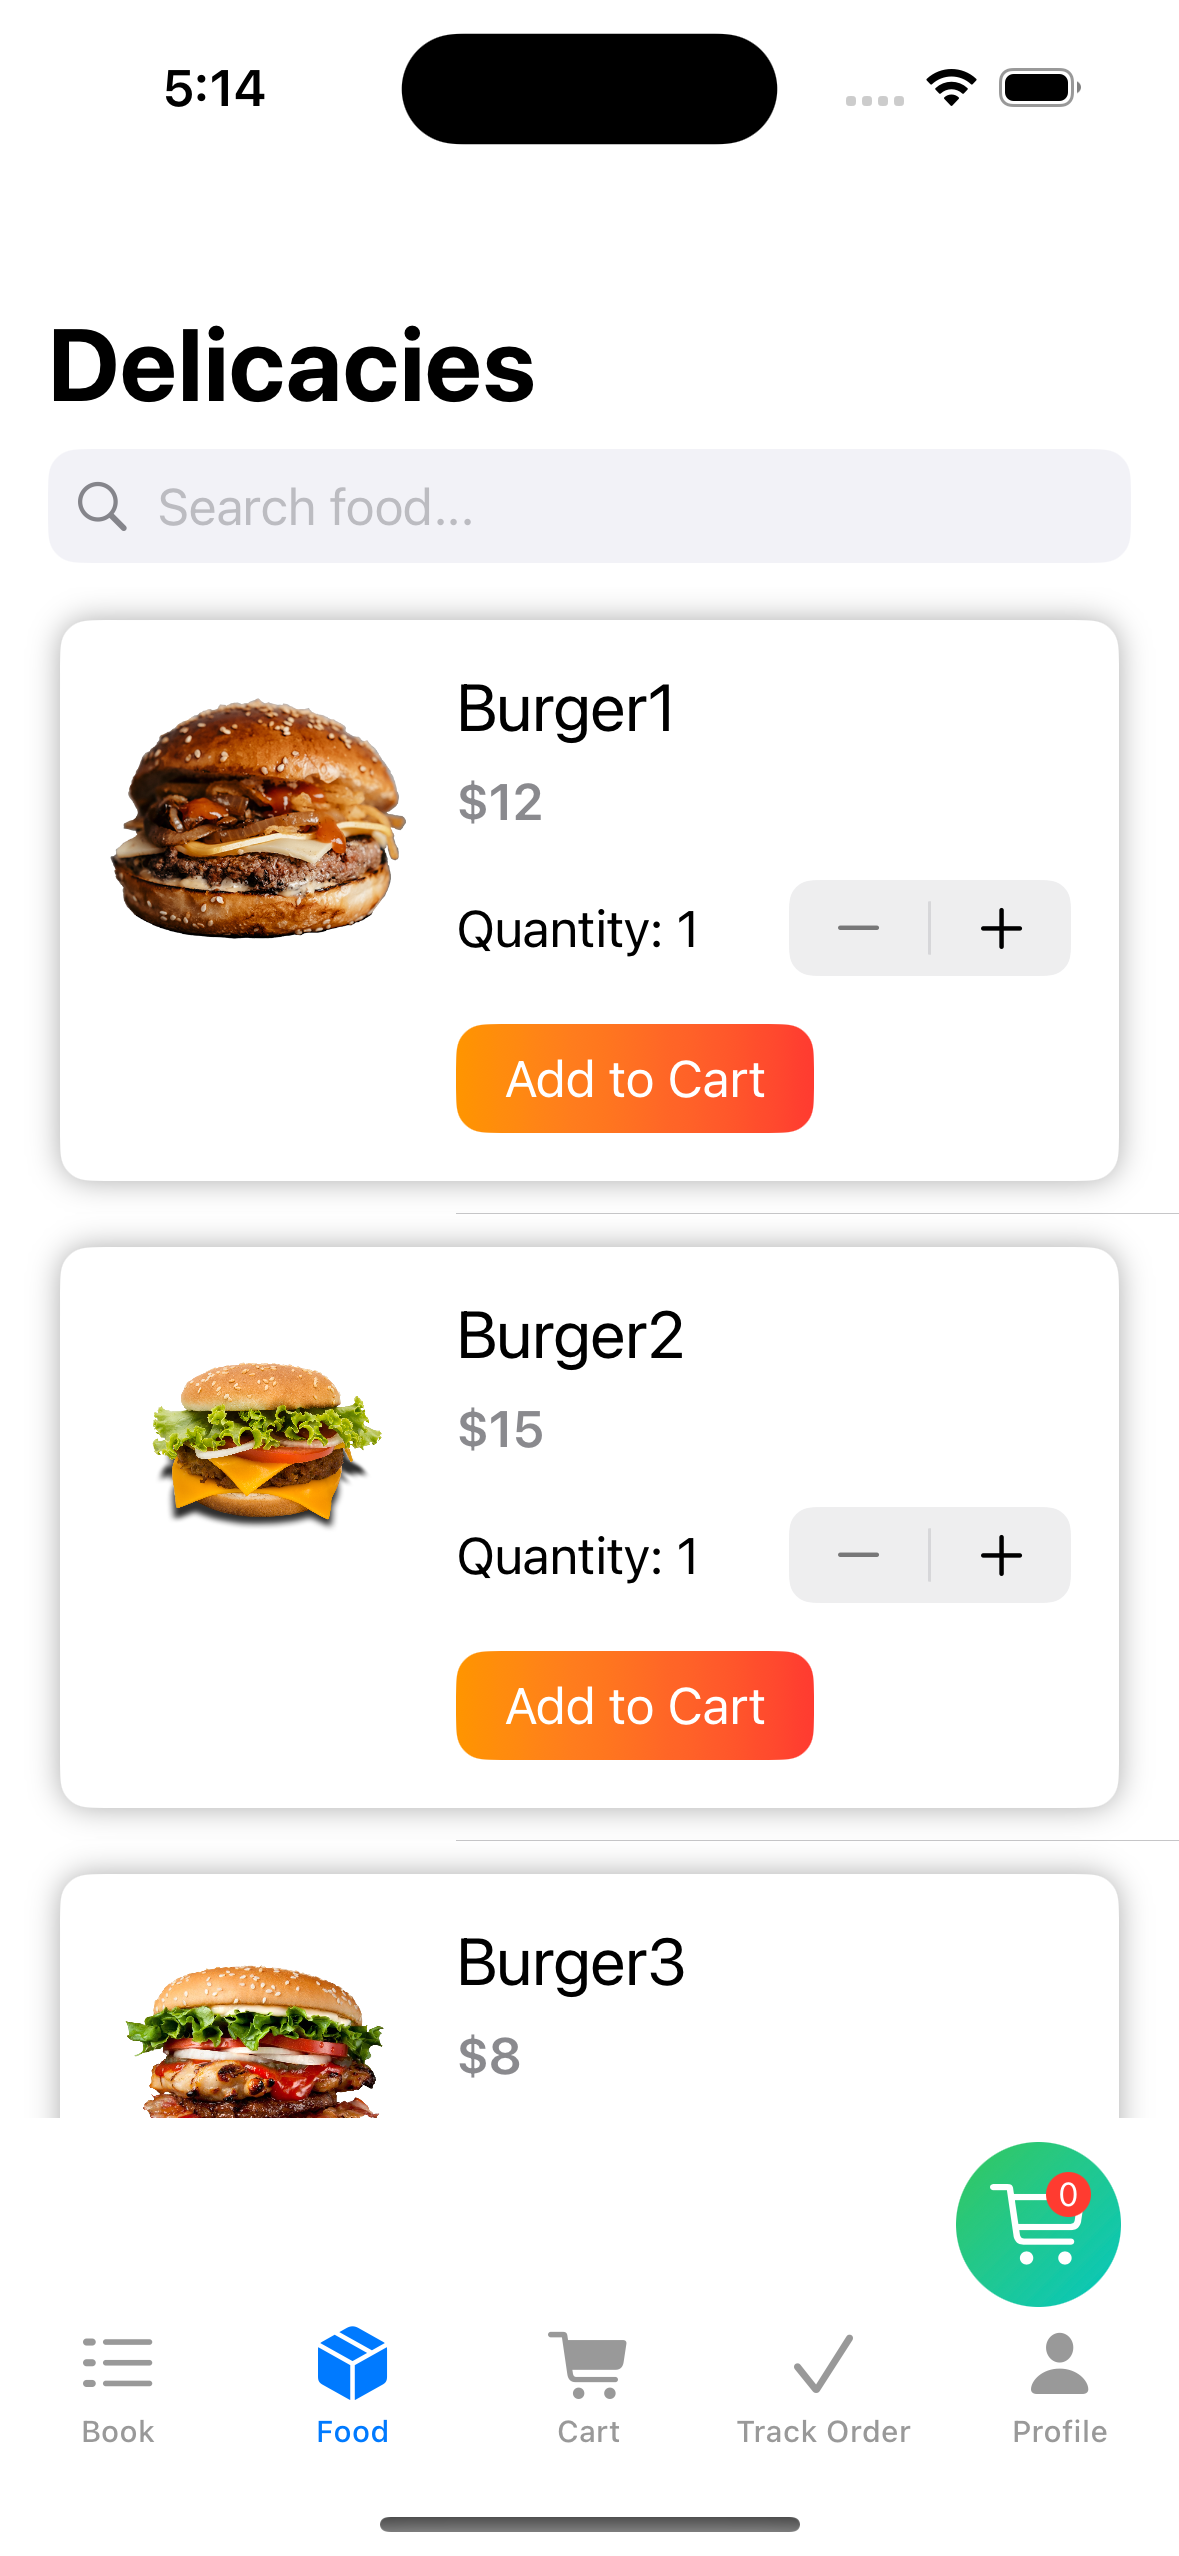 5:14
Delicacies
Search food...
Burger1
$12
Quantity: 1
Add to Cart
Burger2
$15
Quantity: 1
Add to Cart
Burger3
$8
0
Book
Food
Cart
Track Order
Profile